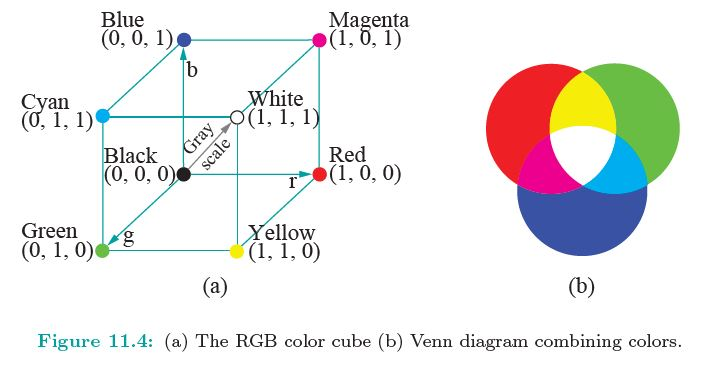 Blue
(0, 0, 1)
Magenta
(1, 0, 1)
b
Cyan
(0, 1, 1)
White
(1, 1, 1)
Gray
scale
Black
(0, 0, 0)
r
Red
(1, 0, 0)
Green
(0, 1, 0)
g
Yellow
(1, 1, 0)
(a)
(b)
Figure 11.4: (a) The RGB color cube (b) Venn diagram combining colors.